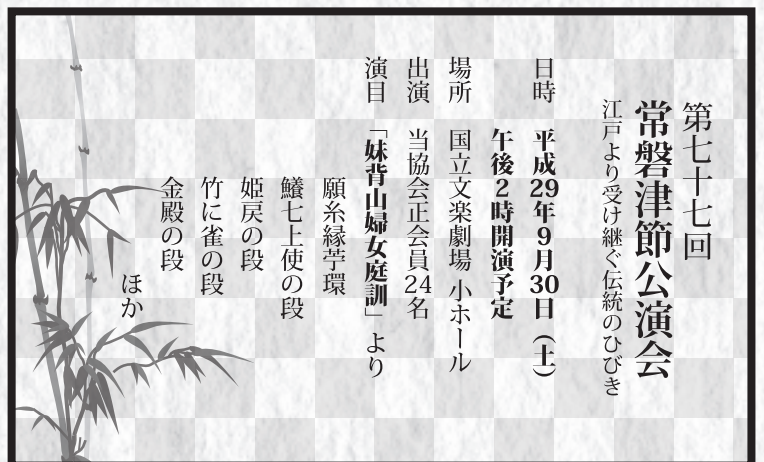 第七十七回
常磐津節公演会
江戸より受け継ぐ伝統のひびき
日時 平成29年9月30日（土）
午後2時開演予定
場所 国立文楽劇場 小ホール
出演 当協会正会員24名
演目 「妹背山婦女庭訓」より
願糸縁苧環
鱶七上使の段
姫戻の段
竹に雀の段
金殿の段
ほか